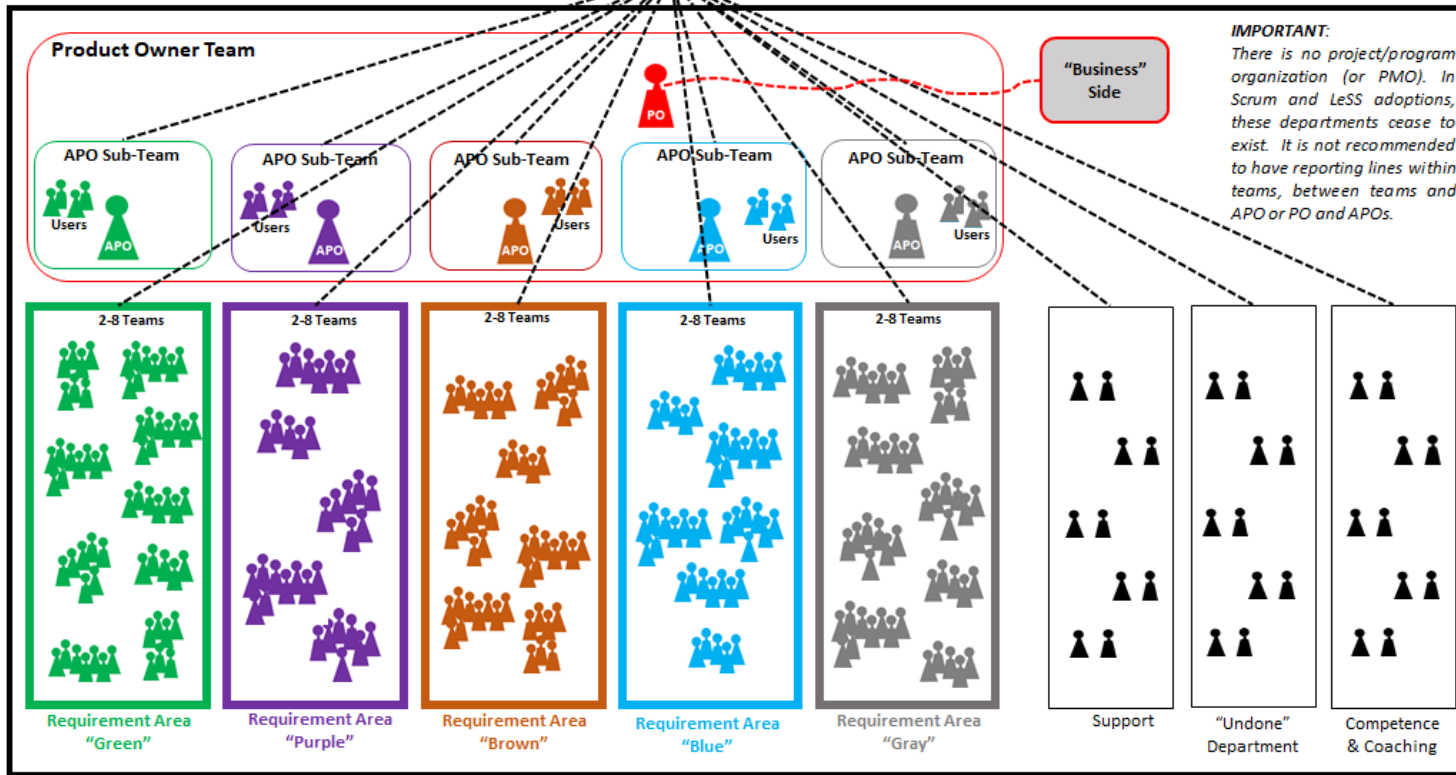 Product Owner Team
PO
“Business”
Side
IMPORTANT:
There is no project/program
organization (or PMO). In
Scrum and LeSS adoptions,
these departments cease to
exist. It is not recommended
to have reporting lines within
teams, between teams and
APO or PO and APOs.
APO Sub-Team
Users
APO
APO Sub-Team
Users
APO
APO Sub-Team
Users
APO
APO Sub-Team
Users
APO
APO Sub-Team
Users
APO
2-8 Teams
2-8 Teams
2-8 Teams
2-8 Teams
2-8 Teams
Requirement Area
“Green”
Requirement Area
“Purple”
Requirement Area
“Brown”
Requirement Area
“Blue”
Requirement Area
“Gray”
Support
“Undone”
Department
Competence
& Coaching